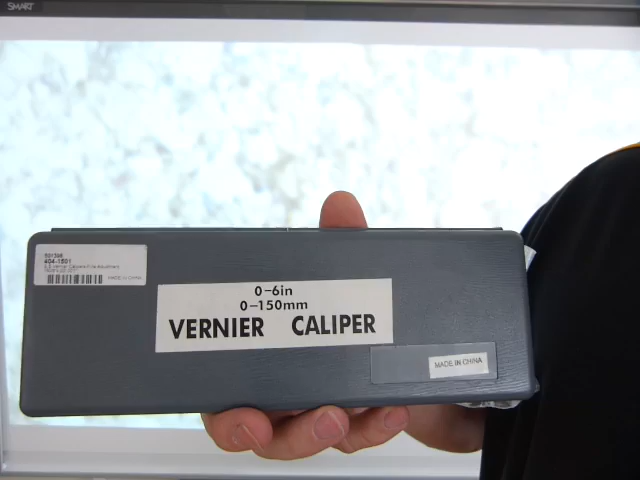 SMART
404-1501
MADE IN CHINA
0-6in
0-150mm
VERNIER CALIPER
MADE IN CHINA